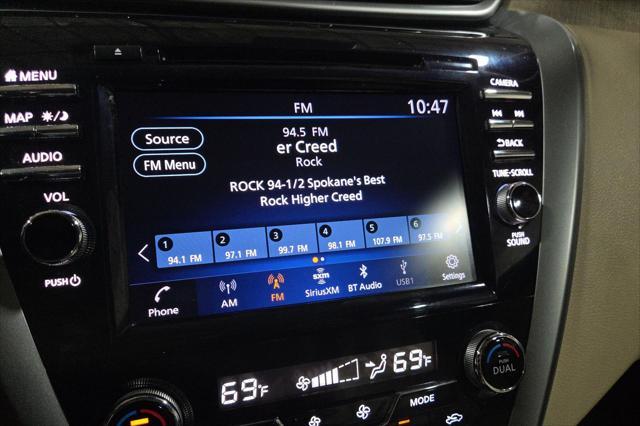 MENU
MAP
AUDIO
VOL
PUSH
FM
10:47
Source
FM Menu
94.5 FM
er Creed
Rock
ROCK 94-1/2 Spokane's Best
Rock Higher Creed
1 94.1 FM
2 97.1 FM
3 99.7 FM
4 98.1 FM
5 107.9 FM
6 97.5 FM
Phone
AM
FM
sxm
SiriusXM
BT Audio
USB1
Settings
CAMERA
BACK
TUNE·SCROLL
PUSH
SOUND
69°F
69°F
MODE
PUSH
DUAL